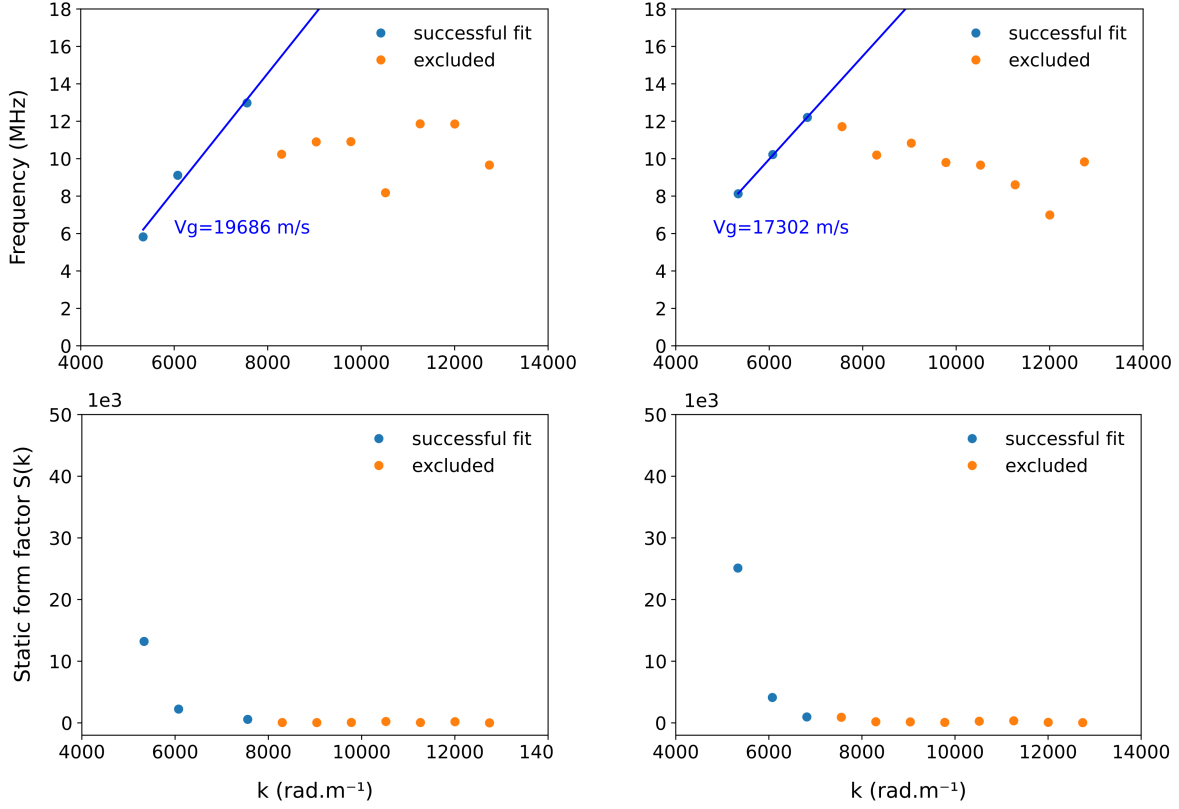 18
16
14
12
10
8
6
4
2
0
Frequency (MHz)
successful fit
excluded
Vg=19686 m/s
4000 6000 8000 10000 12000 14000
18
16
14
12
10
8
6
4
2
0
successful fit
excluded
Vg=17302 m/s
4000 6000 8000 10000 12000 14000
1e3
50
40
30
20
10
0
Static form factor S(k)
successful fit
excluded
4000 6000 8000 10000 12000 14000
k (rad.m⁻¹)
1e3
50
40
30
20
10
0
successful fit
excluded
4000 6000 8000 10000 12000 14000
k (rad.m⁻¹)